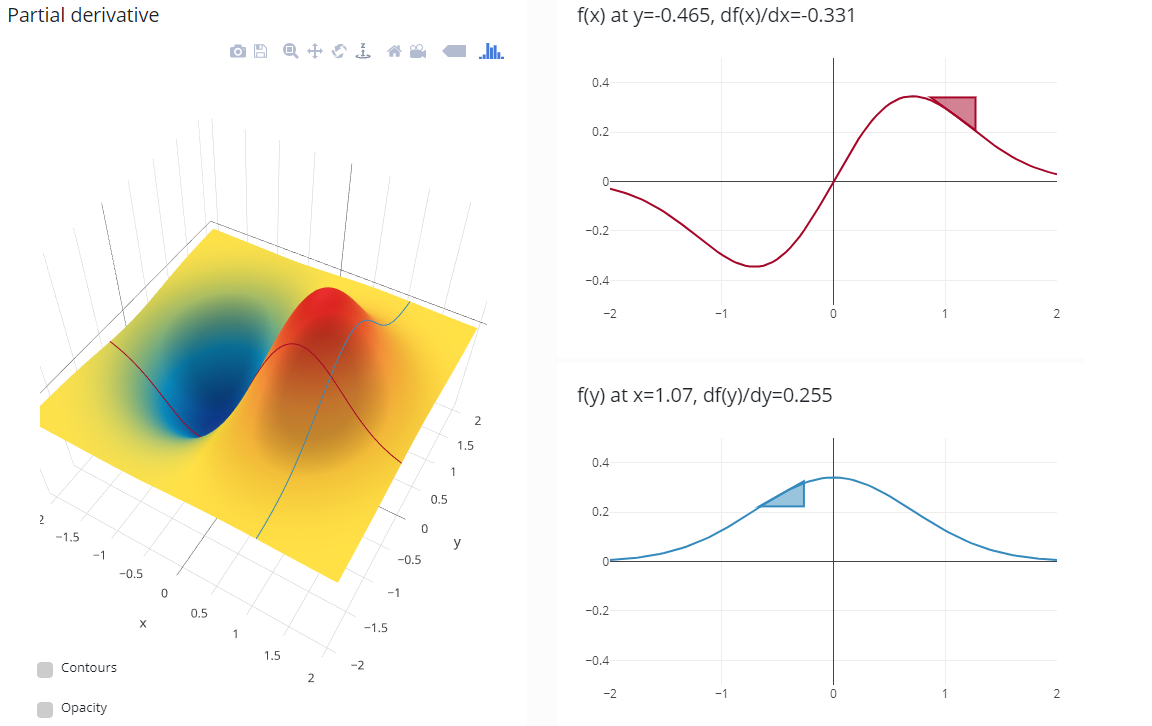 Partial derivative
z
2
1.5
1
0.5
0
−0.5
−1
−1.5
−2
y
2
−1.5
−1
−0.5
0
0.5
1
1.5
2
x
Contours
Opacity
f(x) at y=-0.465, df(x)/dx=-0.331
0.4
0.2
0
−0.2
−0.4
−2 −1 0 1 2
f(y) at x=1.07, df(y)/dy=0.255
0.4
0.2
0
−0.2
−0.4
−2 −1 0 1 2